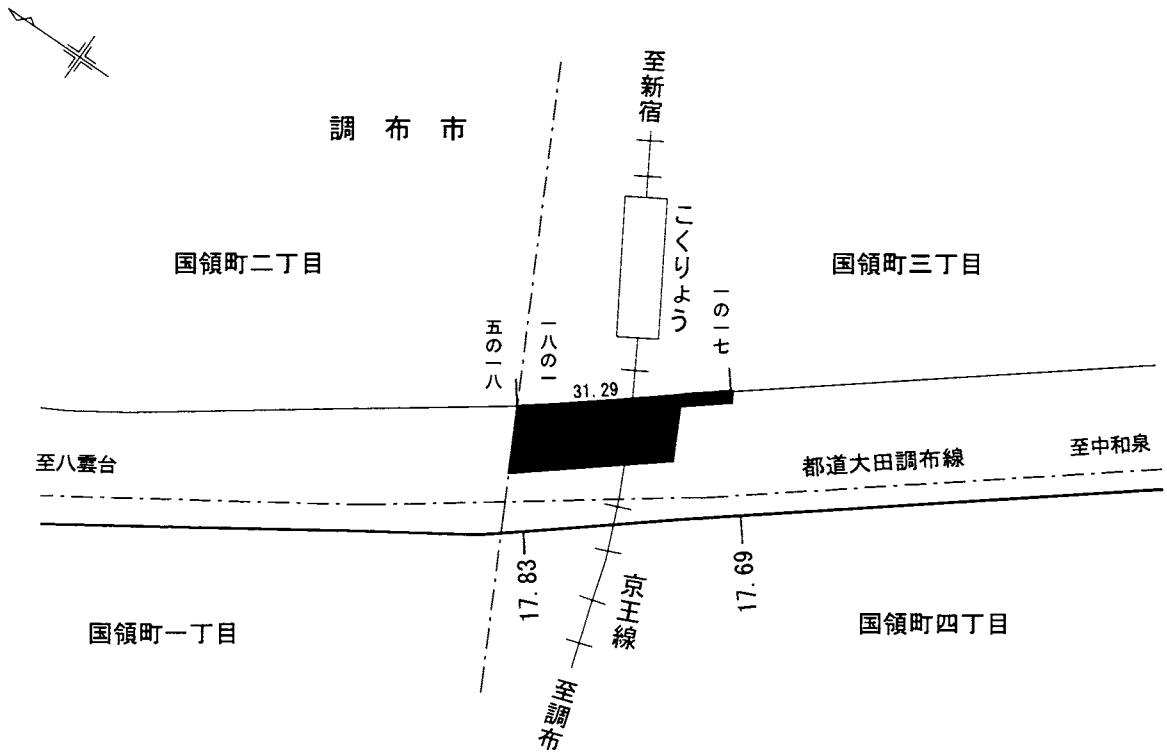 至新宿
調布市
こくりょう
国領町二丁目
国領町三丁目
五の一八
一八の一
一の一七
31.29
至八雲台
都道大田調布線
至中和泉
17.83
17.69
京王線
国領町一丁目
国領町四丁目
至調布